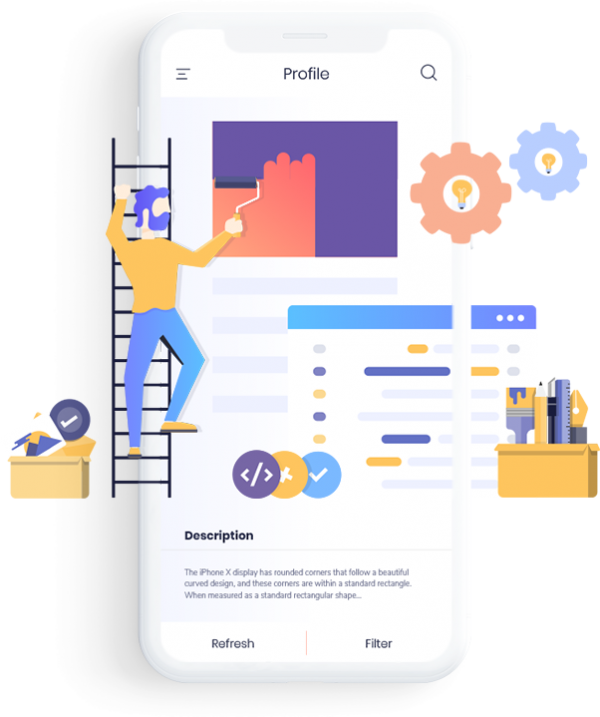 Profile
</>
Description
The iPhone X display has rounded corners that follow a beautiful
curved design, and these corners are within a standard rectangle.
When measured as a standard rectangular shape...
Refresh
Filter